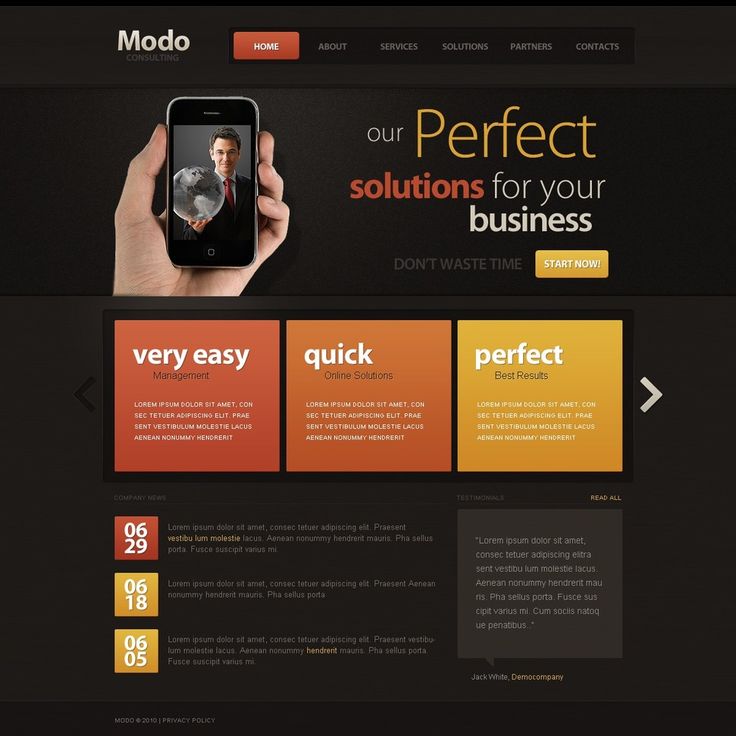 Modo
CONSULTING
HOME ABOUT SERVICES SOLUTIONS PARTNERS CONTACTS
our Perfect
solutions for your
business
DON'T WASTE TIME START NOW!
very easy
Management
LOREM IPSUM DOLOR SIT AMET, CON
SEC TETUER ADIPISCING ELIT. PRAE
SENT VESTIBULUM MOLESTIE LACUS
AENEAN NONUMMY HENDRERIT
quick
Online Solutions
LOREM IPSUM DOLOR SIT AMET, CON
SEC TETUER ADIPISCING ELIT. PRAE
SENT VESTIBULUM MOLESTIE LACUS
AENEAN NONUMMY HENDRERIT
perfect
Best Results
LOREM IPSUM DOLOR SIT AMET, CON
SEC TETUER ADIPISCING ELIT. PRAE
SENT VESTIBULUM MOLESTIE LACUS
AENEAN NONUMMY HENDRERIT
COMPANY NEWS
06
29
Lorem ipsum dolor sit amet, consec tetuer adipiscing elit. Praesent
vestibu lum molestie lacus. Aenean nonummy hendrerit mauris. Pha sellus
porta. Fusce suscipit varius mi.
06
18
Lorem ipsum dolor sit amet, consec tetuer adipiscing elit. Praesent Aenean
nonummy hendrerit mauris. Pha sellus porta
06
05
Lorem ipsum dolor sit amet, consec tetuer adipiscing elit. Praesent vestibu-
lum molestie lacus. Aenean nonummy hendrerit mauris. Pha sellus porta.
Fusce suscipit varius mi.
TESTIMONIALS READ ALL
"Lorem ipsum dolor sit amet,
consec tetuer adipiscing elitra
sent vestibulum molestie lacus.
Aenean nonummy hendrerit mau
ris. Pha sellus porta. Fusce sus
cipit varius mi. Cum sociis natoq
ue penatibus..."
Jack White, Democompany
MODO © 2010 | PRIVACY POLICY